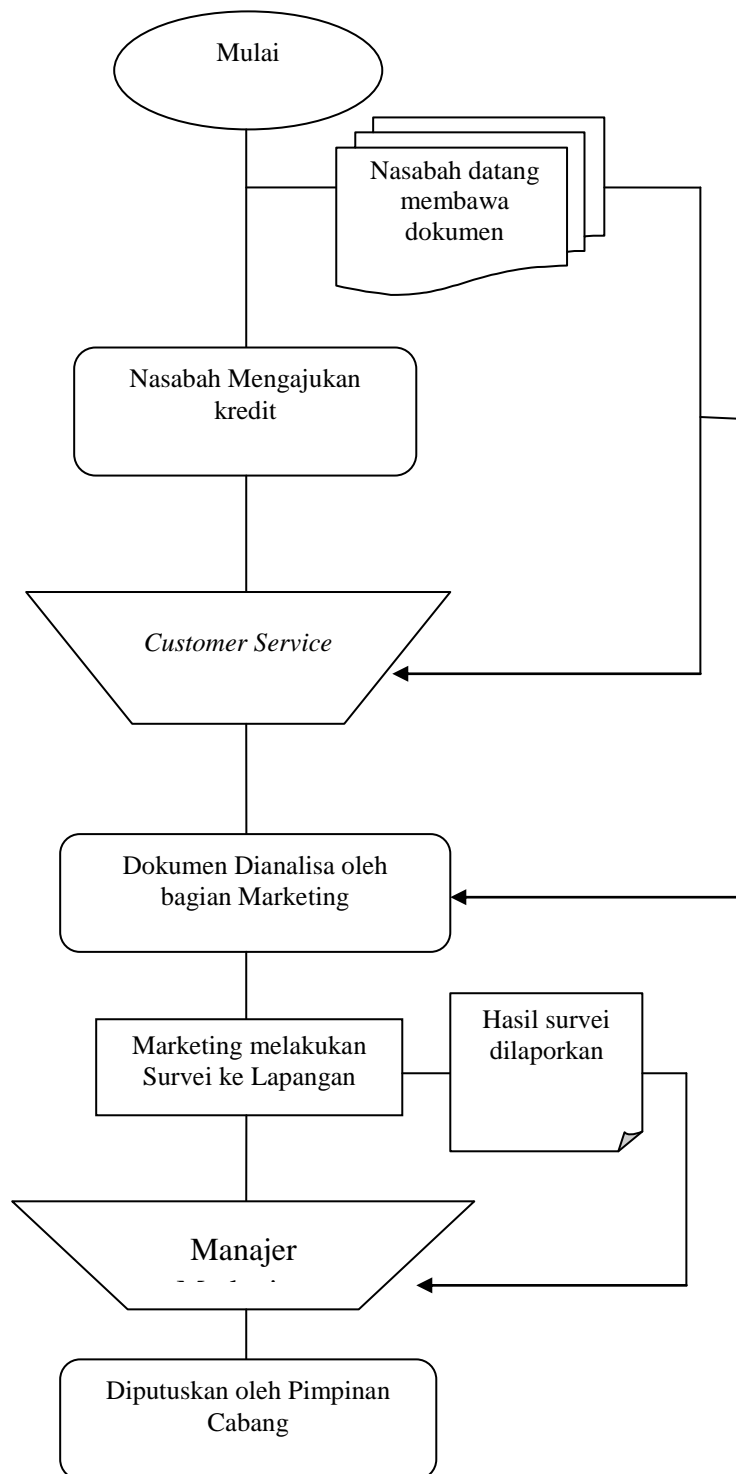 Mulai
Nasabah datang
membawa
dokumen
Nasabah Mengajukan
kredit
Customer Service
Dokumen Dianalisa oleh
bagian Marketing
Marketing melakukan
Survei ke Lapangan
Hasil survei
dilaporkan
Manajer
Diputuskan oleh Pimpinan
Cabang